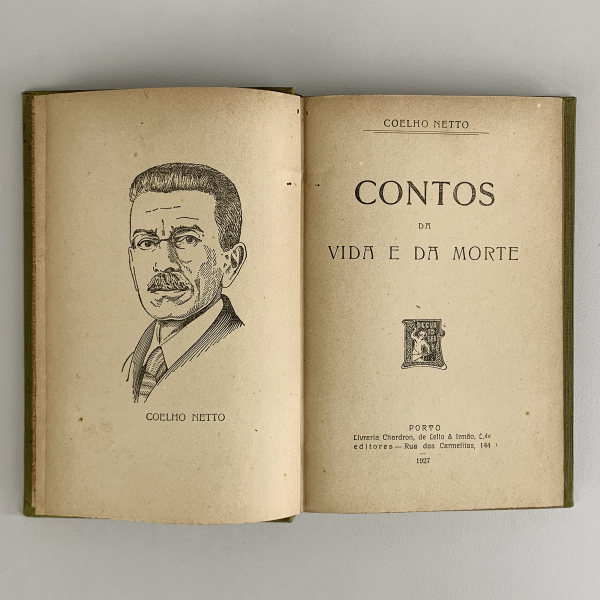 COELHO NETTO
COELHO NETTO
CONTOS
DA
VIDA E DA MORTE
PORTO
Livraria Chardron, de Lello & Irmão, L.da
editores — Rua das Carmelitas, 144
1927